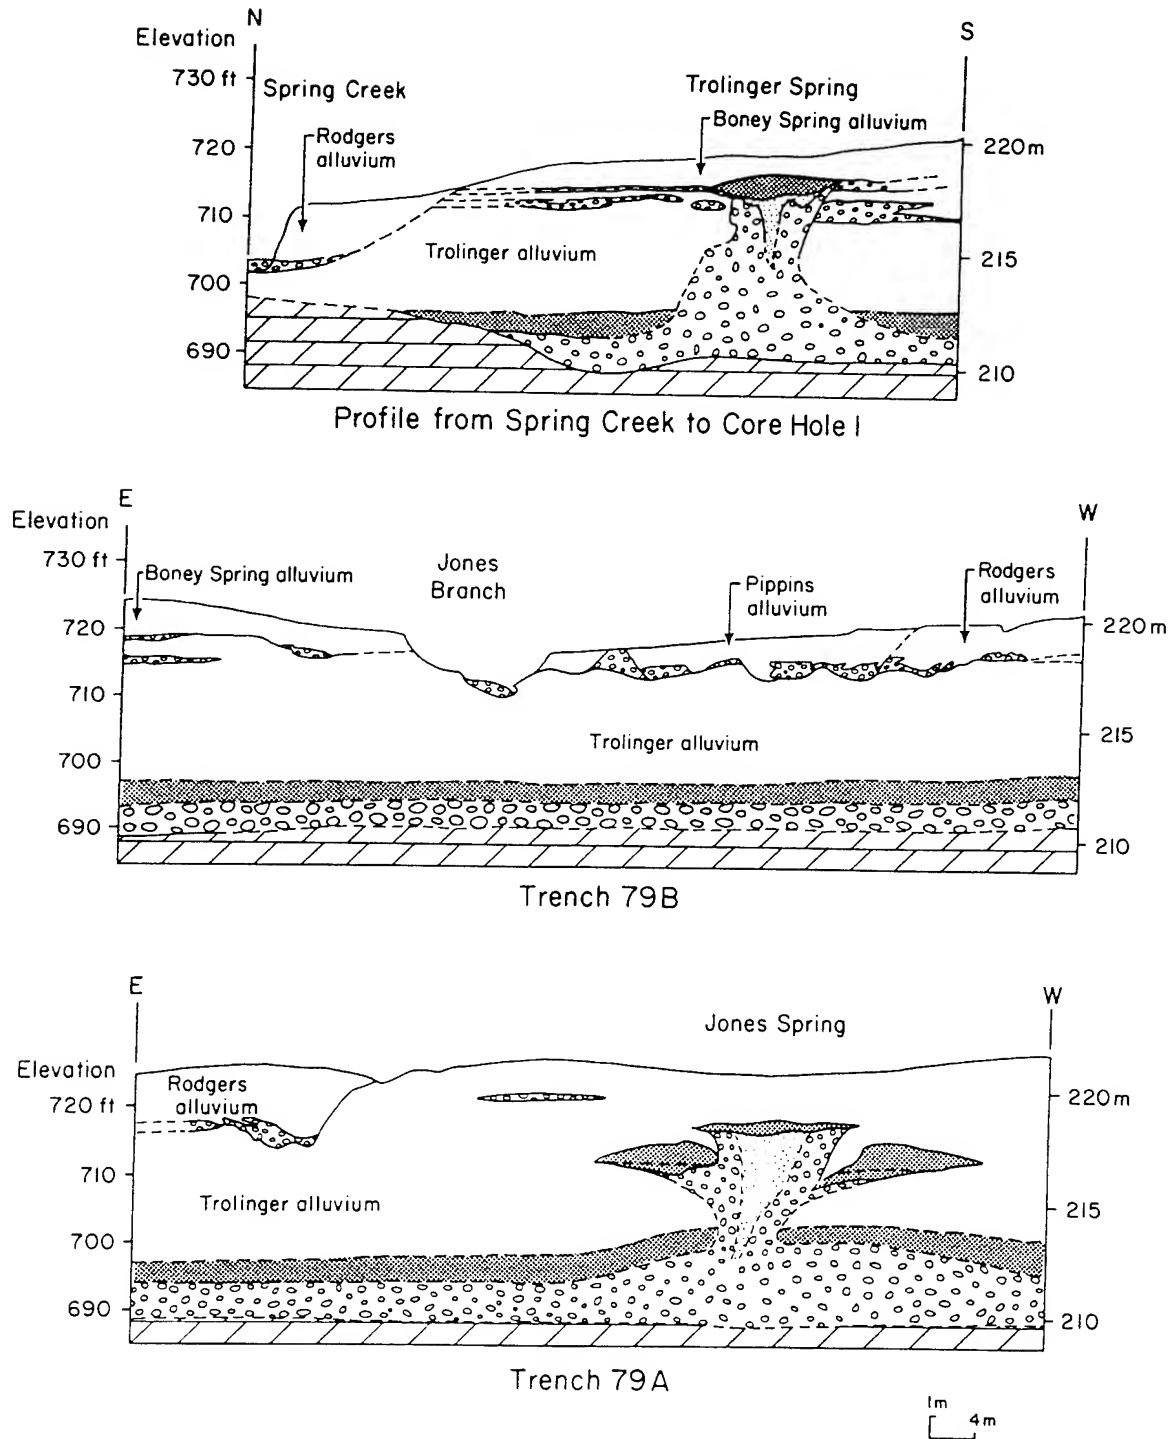 N
S
Elevation
730 ft
Spring Creek
Trolinger Spring
Rodgers
alluvium
Boney Spring alluvium
720
220 m
710
Trolinger alluvium
215
700
690
210
Profile from Spring Creek to Core Hole I
E
W
Elevation
730 ft
Jones
Branch
Boney Spring alluvium
Pippins
alluvium
Rodgers
alluvium
720
220 m
710
Trolinger alluvium
215
700
690
210
Trench 79B
E
W
Jones Spring
Elevation
Rodgers
alluvium
720 ft
220 m
710
Trolinger alluvium
215
700
690
210
Trench 79A
1m
4m